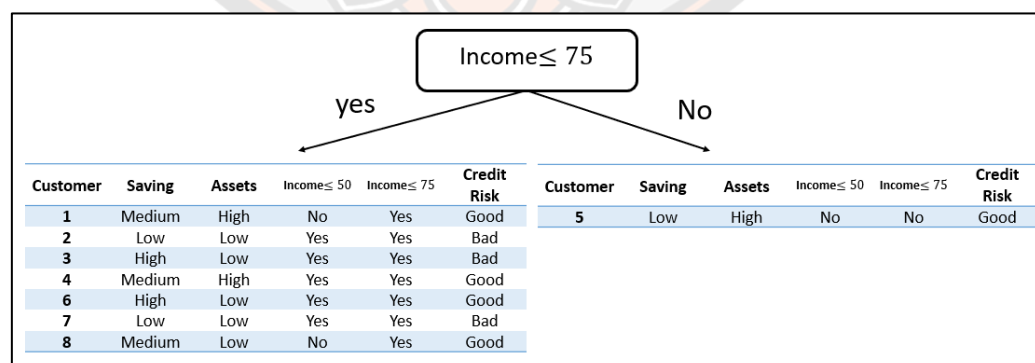 Income≤ 75
yes
No
Customer Saving Assets Income≤ 50 Income≤ 75 Credit Risk
1 Medium High No Yes Good
2 Low Low Yes Yes Bad
3 High Low Yes Yes Bad
4 Medium High Yes Yes Good
6 High Low Yes Yes Good
7 Low Low Yes Yes Bad
8 Medium Low No Yes Good
Customer Saving Assets Income≤ 50 Income≤ 75 Credit Risk
5 Low High No No Good